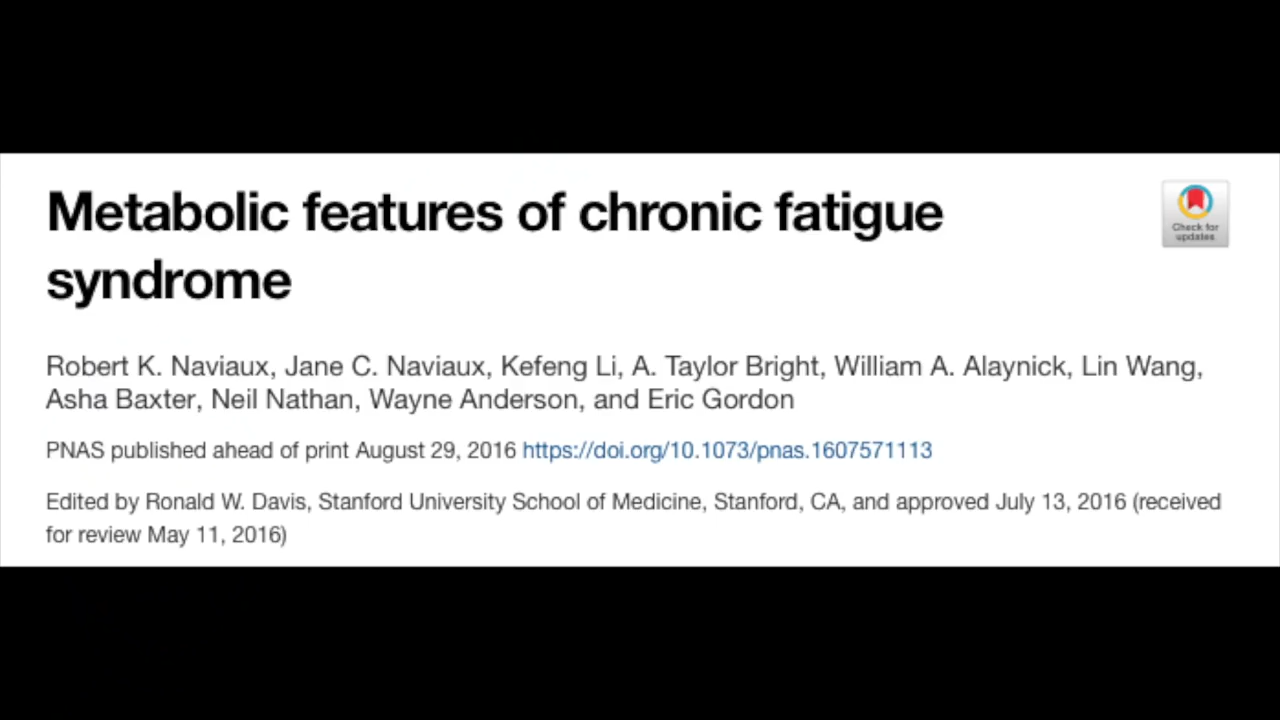 Metabolic features of chronic fatigue
syndrome
Check for
updates
Robert K. Naviaux, Jane C. Naviaux, Kefeng Li, A. Taylor Bright, William A. Alaynick, Lin Wang,
Asha Baxter, Neil Nathan, Wayne Anderson, and Eric Gordon
PNAS published ahead of print August 29, 2016 https://doi.org/10.1073/pnas.1607571113
Edited by Ronald W. Davis, Stanford University School of Medicine, Stanford, CA, and approved July 13, 2016 (received
for review May 11, 2016)